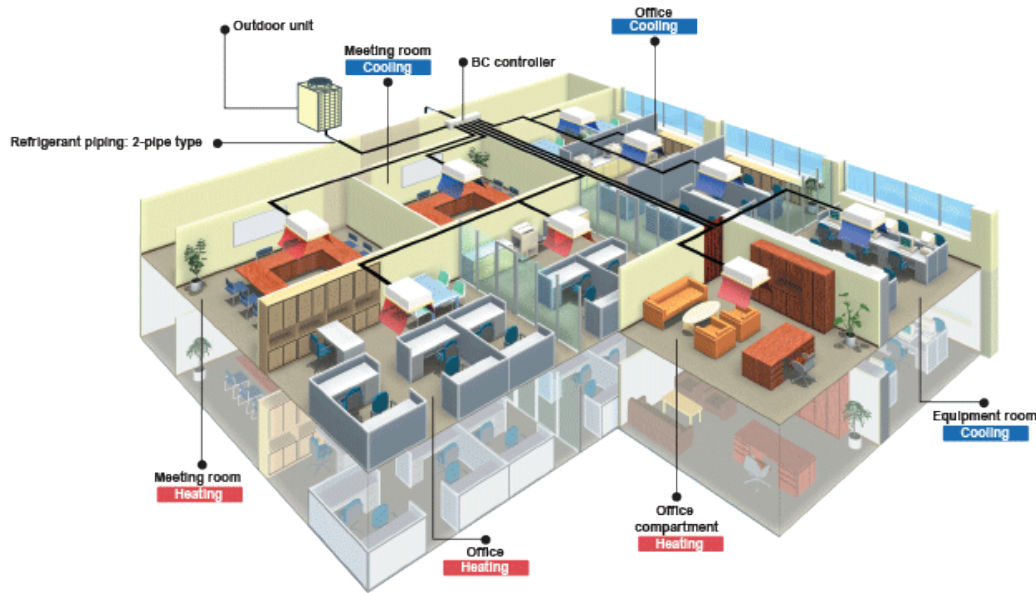 Outdoor unit
Office
Cooling
Meeting room
Cooling
BC controller
Refrigerant piping: 2-pipe type
Equipment room
Cooling
Meeting room
Heating
Office
compartment
Heating
Office
Heating